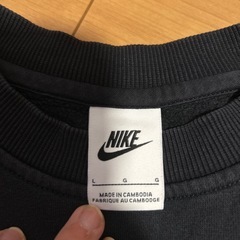 NIKE
L G G
MADE IN CAMBODIA
FABRIQUÉ AU CAMBODGE